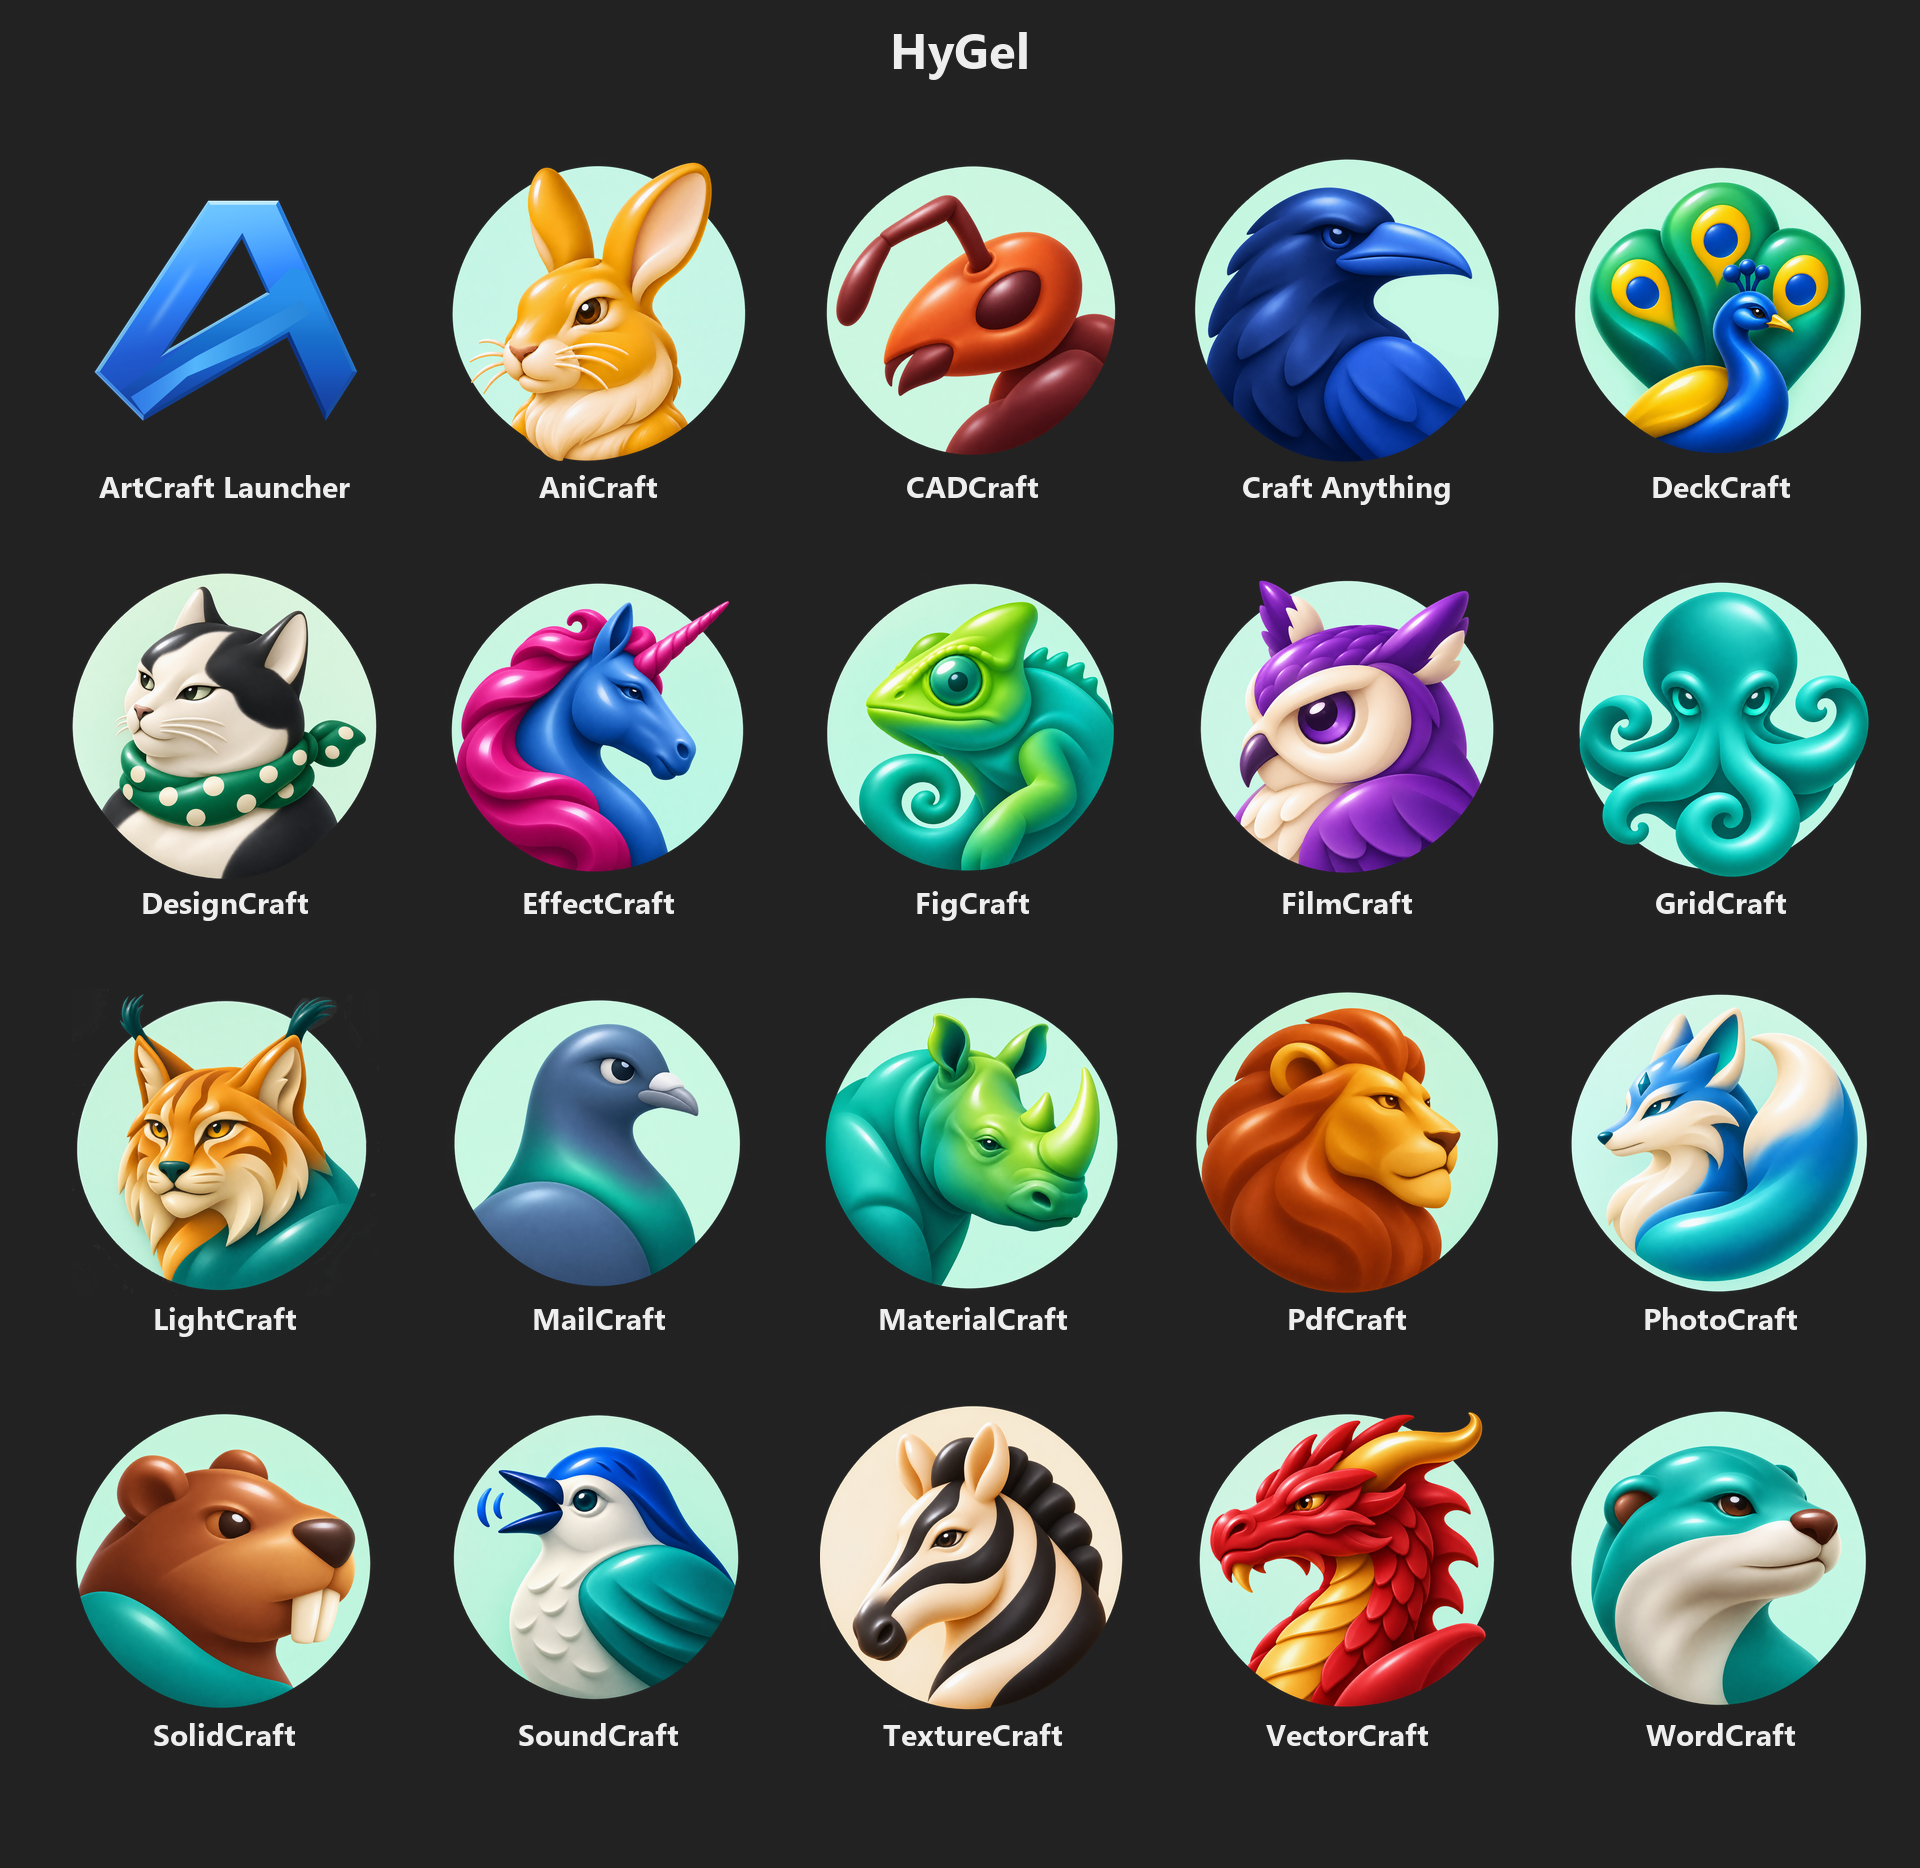 HyGel
ArtCraft Launcher
AniCraft
CADCraft
Craft Anything
DeckCraft
DesignCraft
EffectCraft
FigCraft
FilmCraft
GridCraft
LightCraft
MailCraft
MaterialCraft
PdfCraft
PhotoCraft
SolidCraft
SoundCraft
TextureCraft
VectorCraft
WordCraft